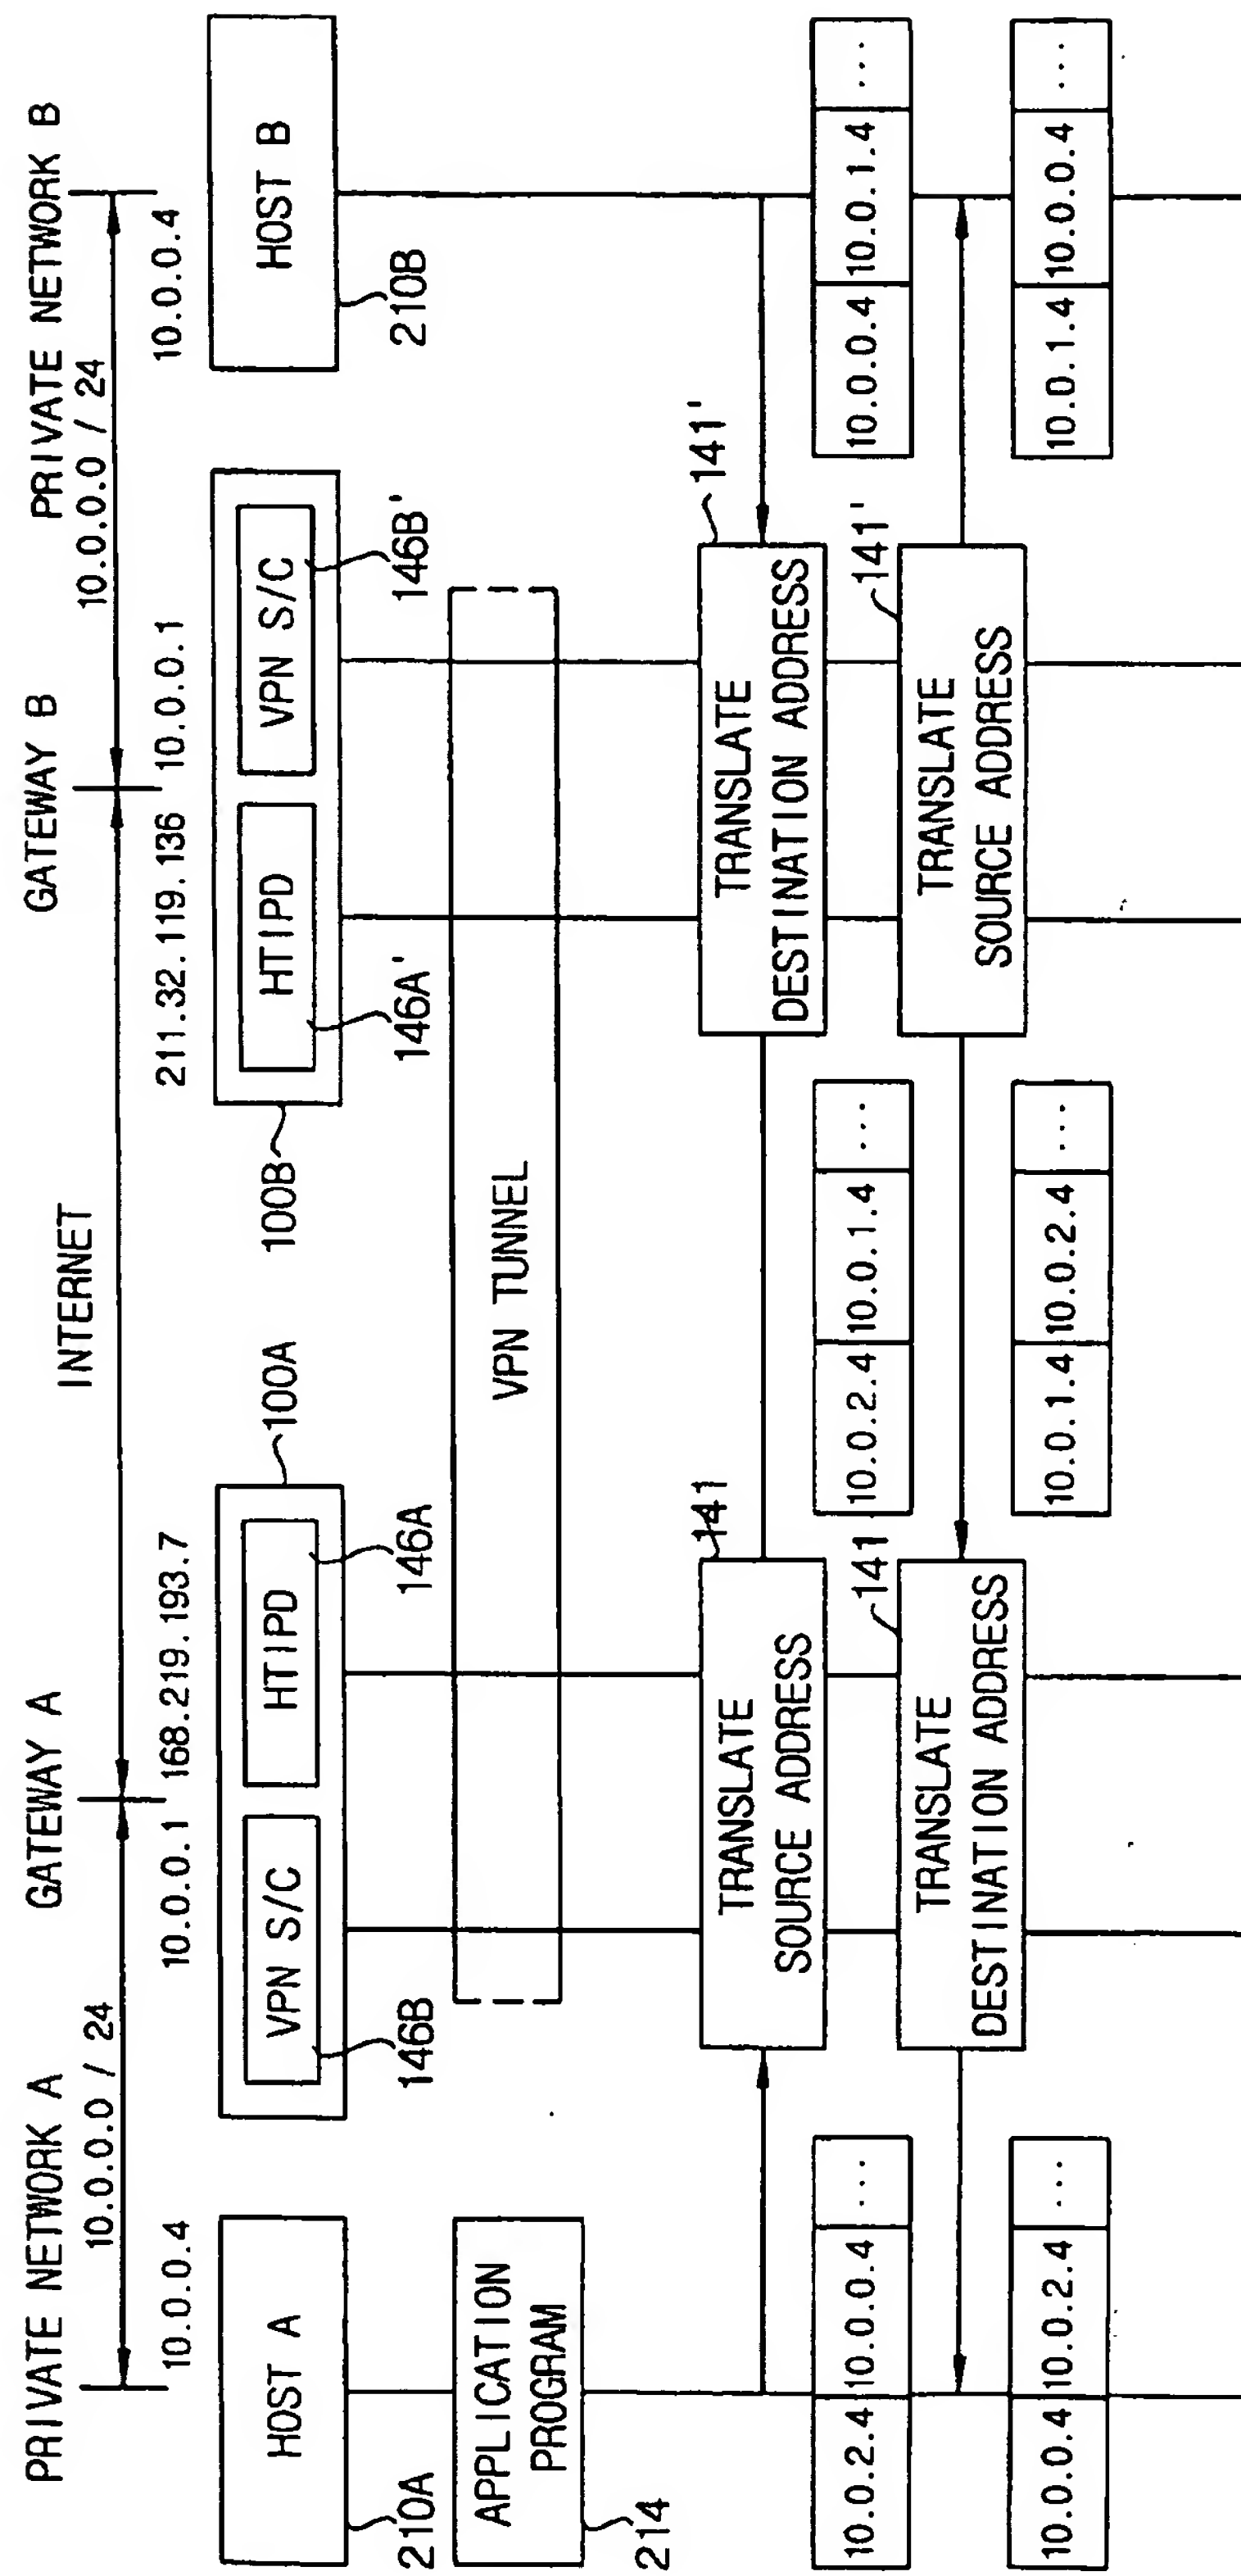 PRIVATE NETWORK A
GATEWAY A
INTERNET
GATEWAY B
PRIVATE NETWORK B
10.0.0.0 / 24
10.0.0.0 / 24
10.0.0.4
10.0.0.1
168.219.193.7
211.32.119.136
10.0.0.1
10.0.0.4
HOST A
VPN S/C
HTIPD
HTIPD
VPN S/C
HOST B
210A
146B
146A
100A
100B
146A'
146B'
210B
APPLICATION
PROGRAM
214
VPN TUNNEL
TRANSLATE
SOURCE ADDRESS
141
TRANSLATE
DESTINATION ADDRESS
141'
10.0.2.4 10.0.0.4 ...
10.0.2.4 10.0.1.4 ...
10.0.0.4 10.0.1.4 ...
TRANSLATE
DESTINATION ADDRESS
141
TRANSLATE
SOURCE ADDRESS
141'
10.0.0.4 10.0.2.4 ...
10.0.1.4 10.0.2.4 ...
10.0.1.4 10.0.0.4 ...